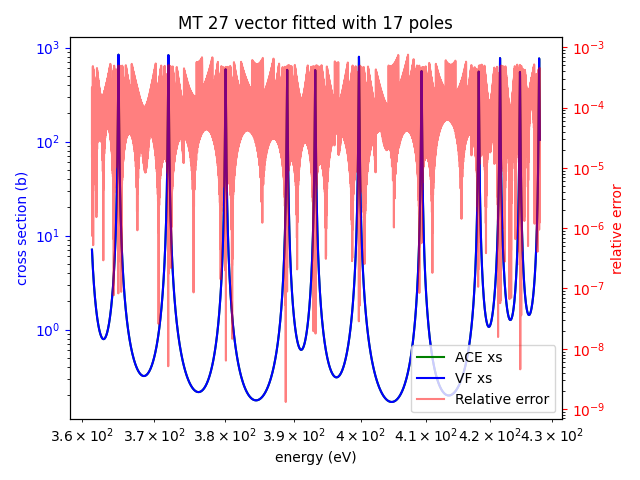 MT 27 vector fitted with 17 poles
10³
10²
10¹
10⁰
cross section (b)
10⁻³
10⁻⁴
10⁻⁵
10⁻⁶
10⁻⁷
10⁻⁸
10⁻⁹
relative error
ACE xs
VF xs
Relative error
3.6 × 10² 3.7 × 10² 3.8 × 10² 3.9 × 10² 4 × 10² 4.1 × 10² 4.2 × 10² 4.3 × 10²
energy (eV)